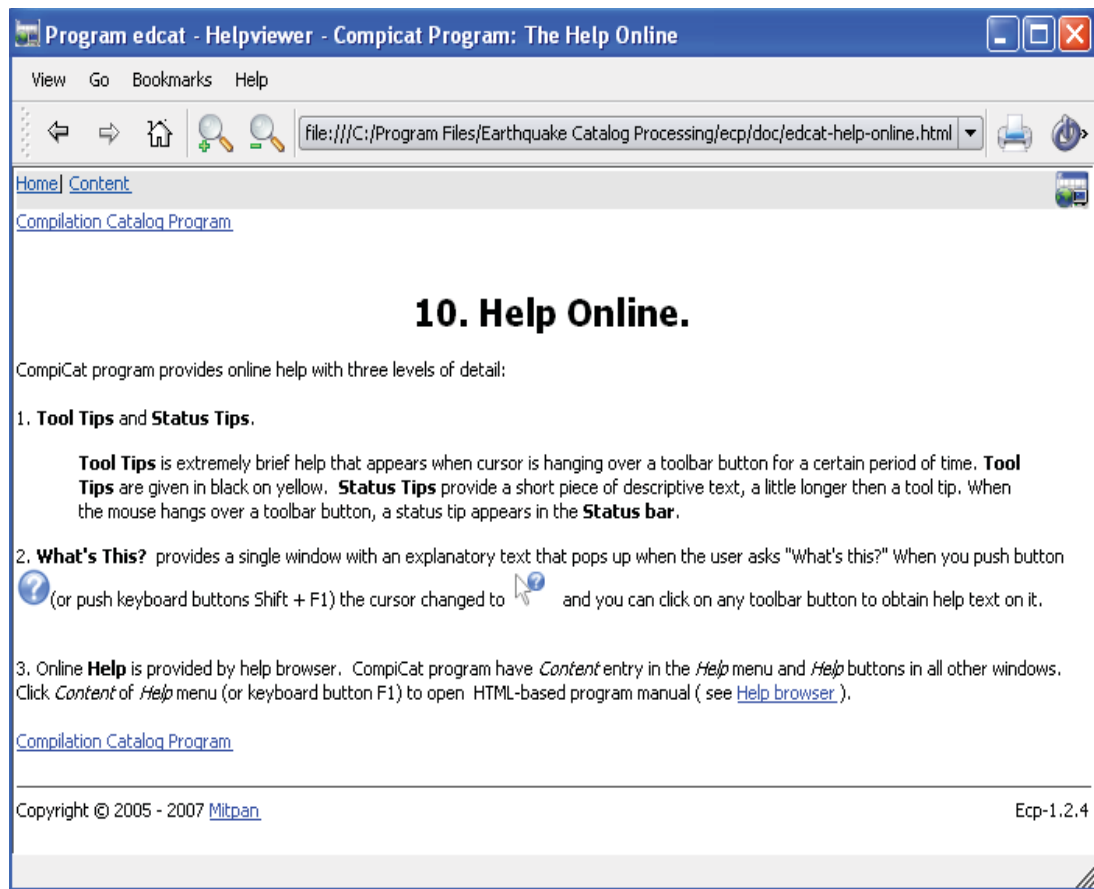 Program edcat - Helpviewer - Compicat Program: The Help Online
View Go Bookmarks Help
file:///C:/Program Files/Earthquake Catalog Processing/ecp/doc/edcat-help-online.html
Home| Content
Compilation Catalog Program
10. Help Online.
CompiCat program provides online help with three levels of detail:
1. Tool Tips and Status Tips.
Tool Tips is extremely brief help that appears when cursor is hanging over a toolbar button for a certain period of time. Tool
Tips are given in black on yellow. Status Tips provide a short piece of descriptive text, a little longer then a tool tip. When
the mouse hangs over a toolbar button, a status tip appears in the Status bar.
2. What's This? provides a single window with an explanatory text that pops up when the user asks "What's this?" When you push button
(or push keyboard buttons Shift + F1) the cursor changed to and you can click on any toolbar button to obtain help text on it.
3. Online Help is provided by help browser. CompiCat program have Content entry in the Help menu and Help buttons in all other windows.
Click Content of Help menu (or keyboard button F1) to open HTML-based program manual ( see Help browser ).
Compilation Catalog Program
Copyright © 2005 - 2007 Mitpan
Ecp-1.2.4